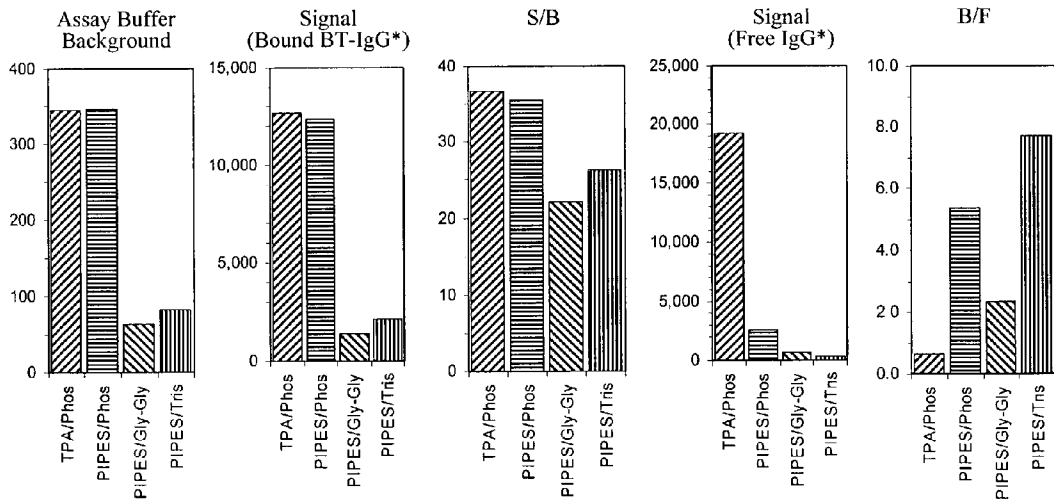 Assay Buffer
Background
400
300
200
100
0
TPA/Phos
PIPES/Phos
PIPES/Gly-Gly
PIPES/Tris
Signal
(Bound BT-IgG*)
15,000
10,000
5,000
0
TPA/Phos
PIPES/Phos
PIPES/Gly-Gly
PIPES/Tris
S/B
40
30
20
10
0
TPA/Phos
PIPES/Phos
PIPES/Gly-Gly
PIPES/Tris
Signal
(Free IgG*)
25,000
20,000
15,000
10,000
5,000
0
TPA/Phos
PIPES/Phos
PIPES/Gly-Gly
PIPES/Tris
B/F
10.0
8.0
6.0
4.0
2.0
0.0
TPA/Phos
PIPES/Phos
PIPES/Gly-Gly
PIPES/Tris